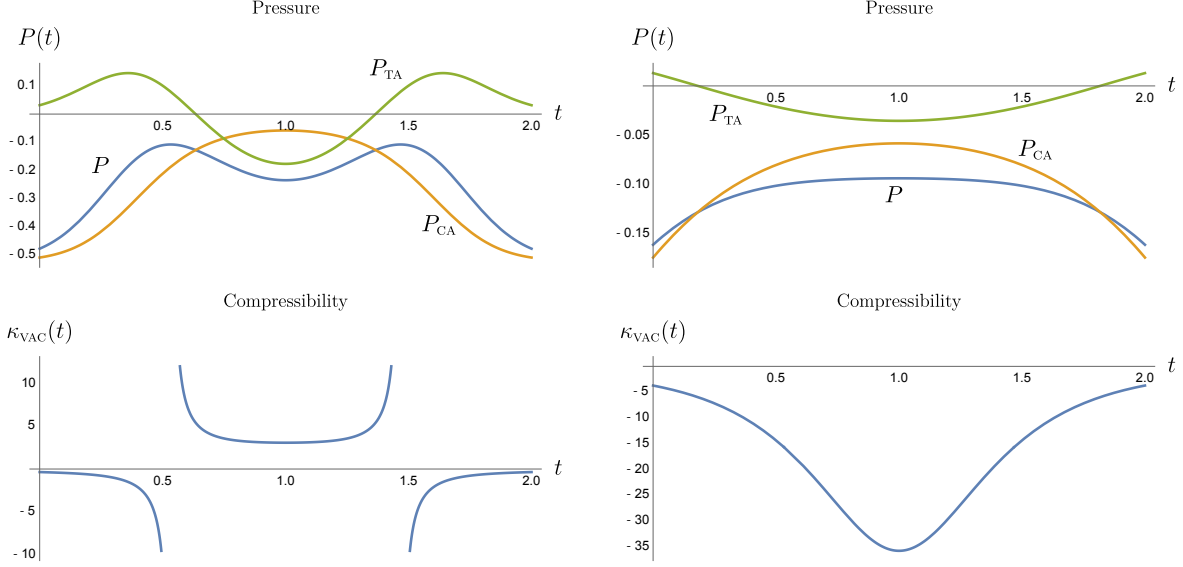 Pressure
P(t)
0.1
0.5
1.0
1.5
2.0
t
- 0.1
- 0.2
- 0.3
- 0.4
- 0.5
P_TA
P
P_CA
Pressure
P(t)
0.5
1.0
1.5
2.0
t
- 0.05
- 0.10
- 0.15
P_TA
P_CA
P
Compressibility
κ_VAC(t)
10
5
0.5
1.0
1.5
2.0
t
- 5
- 10
Compressibility
κ_VAC(t)
0.5
1.0
1.5
2.0
t
- 5
- 10
- 15
- 20
- 25
- 30
- 35